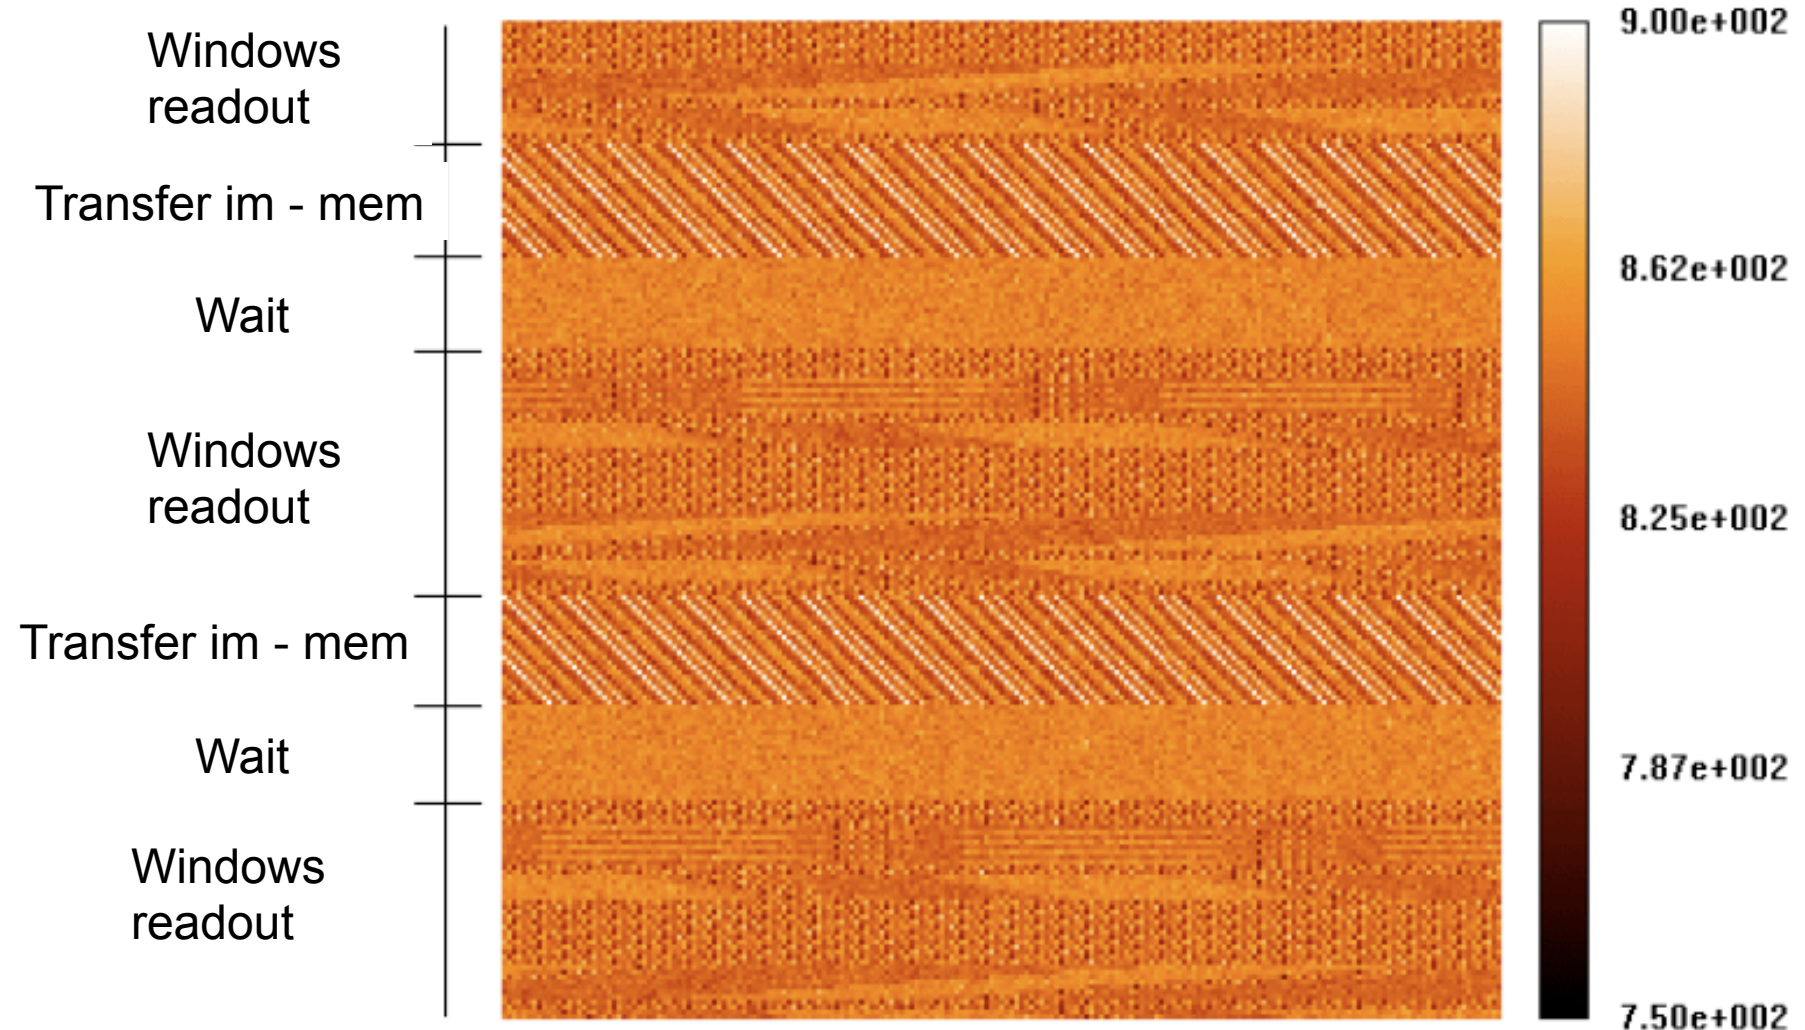 Windows
readout
Transfer im - mem
Wait
Windows
readout
Transfer im - mem
Wait
Windows
readout
9.00e+002
8.62e+002
8.25e+002
7.87e+002
7.50e+002